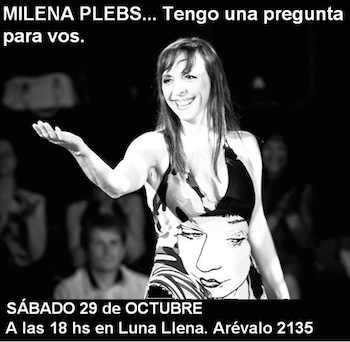 MILENA PLEBS... Tengo una pregunta
para vos.
SÁBADO 29 de OCTUBRE
A las 18 hs en Luna Llena. Arévalo 2135